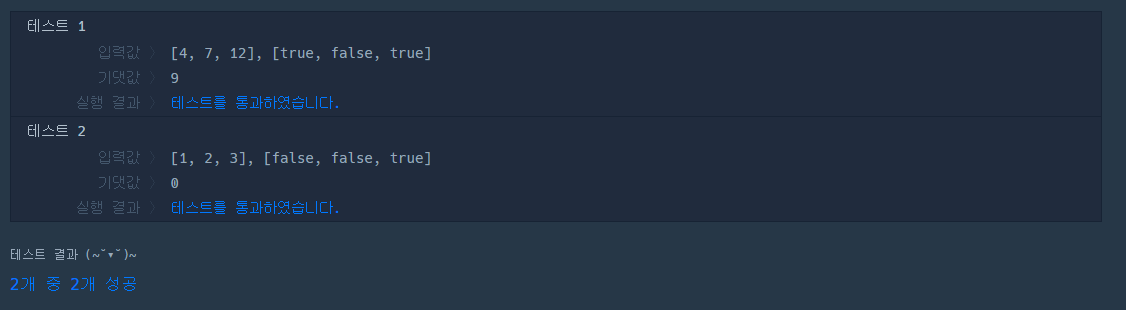 테스트 1
입력값 〉 [4, 7, 12], [true, false, true]
기댓값 〉 9
실행 결과 〉 테스트를 통과하였습니다.
테스트 2
입력값 〉 [1, 2, 3], [false, false, true]
기댓값 〉 0
실행 결과 〉 테스트를 통과하였습니다.
테스트 결과 (~˘▾˘)~
2개 중 2개 성공